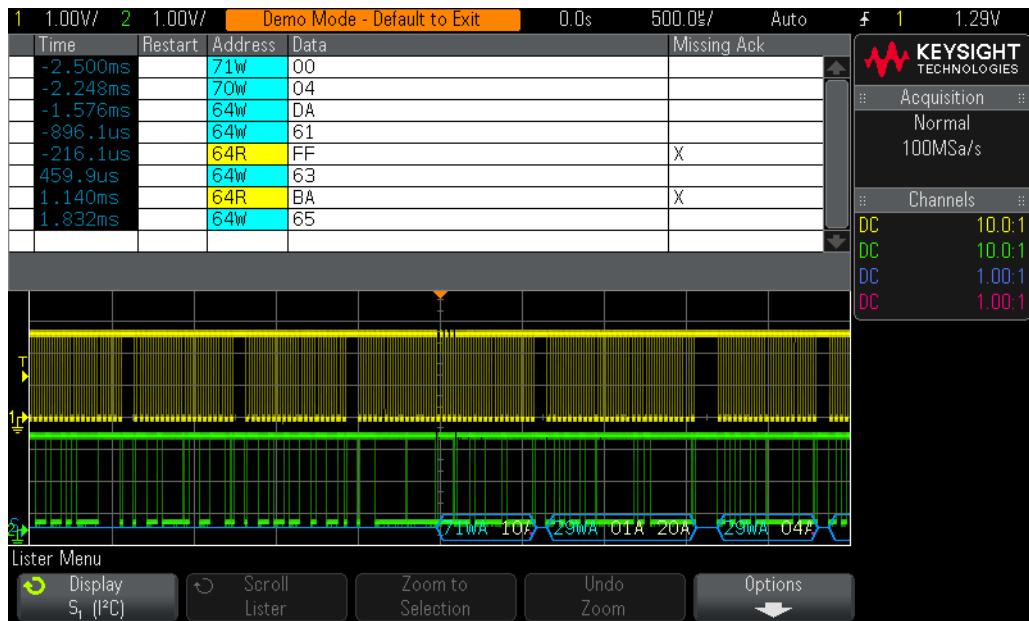 1 1.00V/ 2 1.00V/ Demo Mode - Default to Exit 0.0s 500.0us/ Auto 1 1.29V
Time Restart Address Data Missing Ack
-2.500ms 71W 00
-2.248ms 70W 04
-1.576ms 64W DA
-896.1us 64W 61
-216.1us 64R FF X
459.9us 64W 63
1.140ms 64R BA X
1.832ms 64W 65
KEYSIGHT
TECHNOLOGIES
Acquisition
Normal
100MSa/s
Channels
DC 10.0:1
DC 10.0:1
DC 1.00:1
DC 1.00:1
T
1
2
71WA 10A 29WA 01A 20A 29WA 04A
Lister Menu
Display
S1 (I²C)
Scroll
Lister
Zoom to
Selection
Undo
Zoom
Options